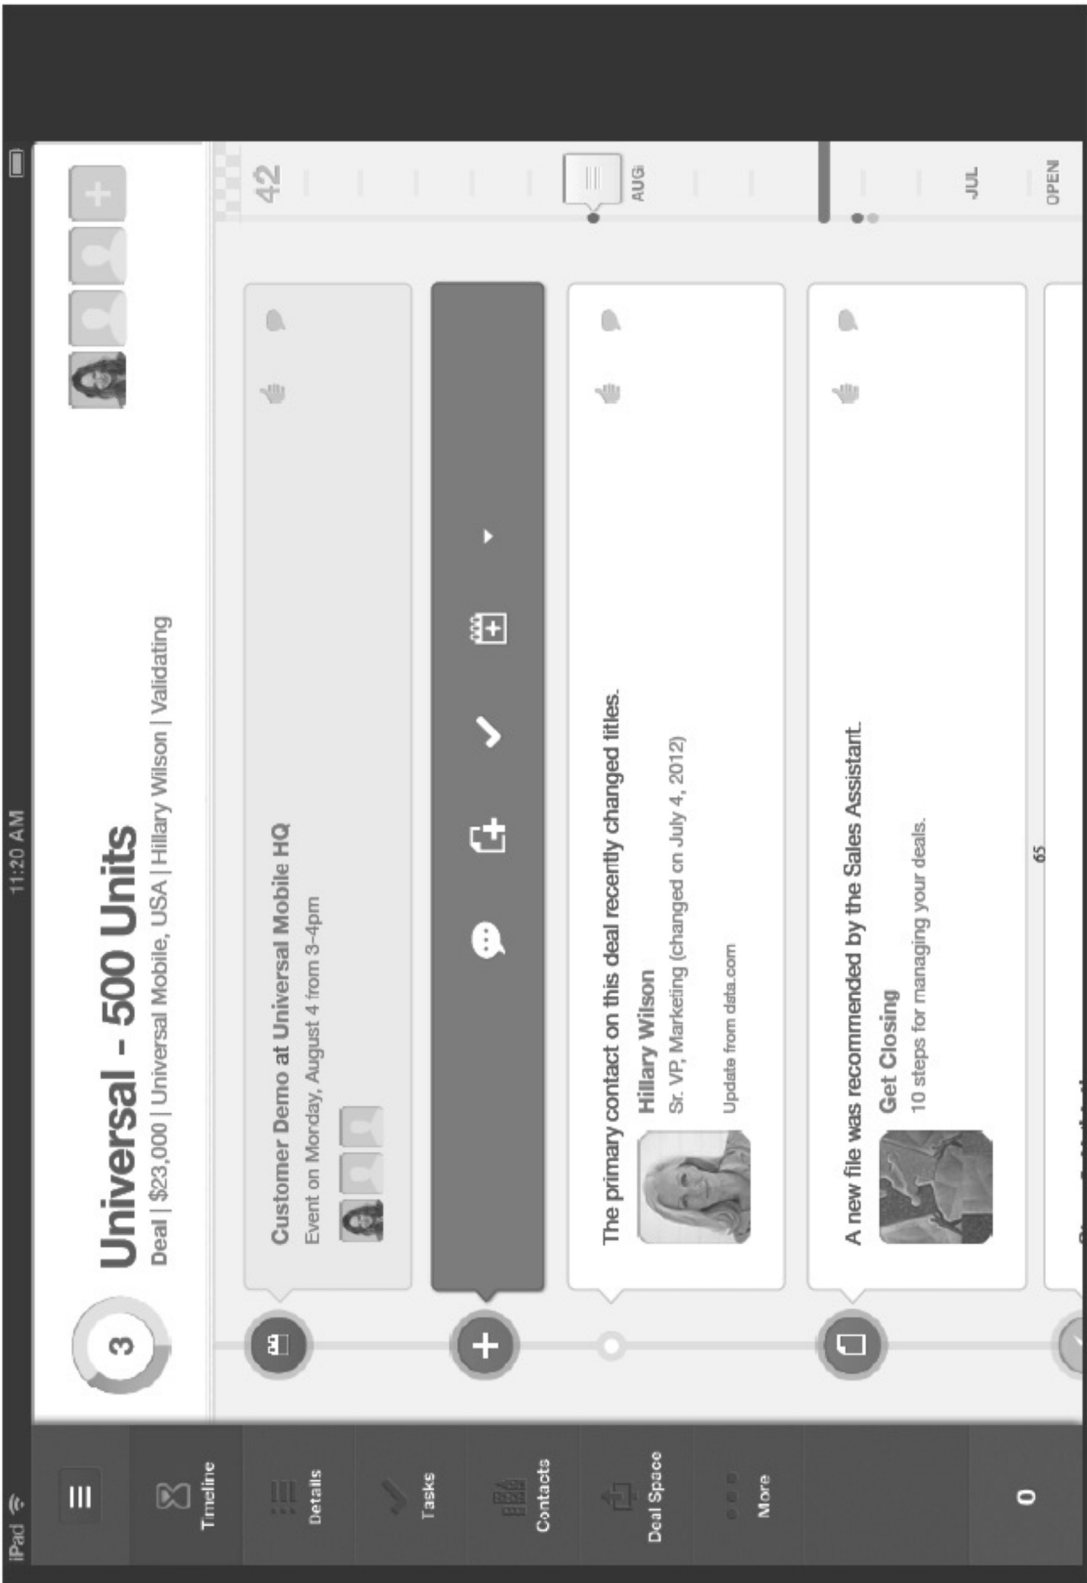 iPad
11:20 AM
3
Universal - 500 Units
Deal | $23,000 | Universal Mobile, USA | Hillary Wilson | Validating
Timeline
Details
Tasks
Contacts
Deal Space
More
0
Customer Demo at Universal Mobile HQ
Event on Monday, August 4 from 3-4pm
The primary contact on this deal recently changed titles.
Hillary Wilson
Sr. VP, Marketing (changed on July 4, 2012)
Update from data.com
A new file was recommended by the Sales Assistant.
Get Closing
10 steps for managing your deals.
65
42
AUG
JUL
OPEN